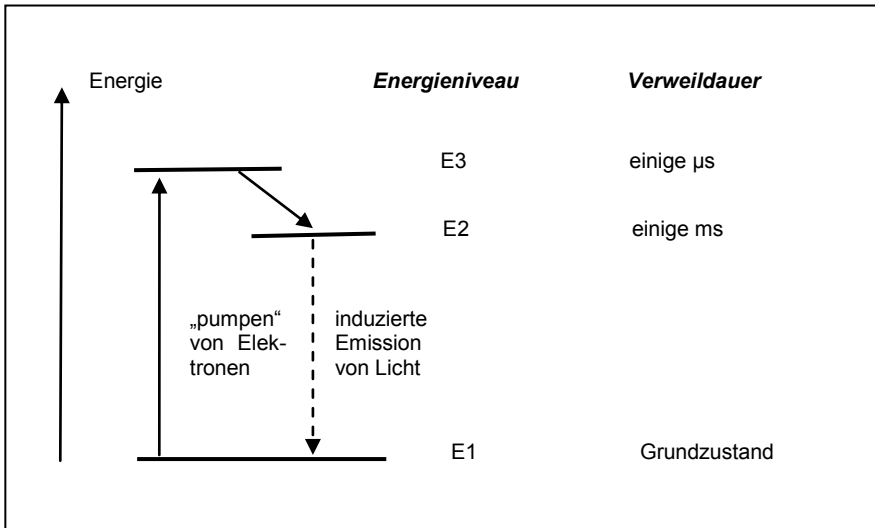 Energie Energieniveau Verweildauer
E3 einige µs
E2 einige ms
„pumpen“ von Elek-
tronen
induzierte
Emission
von Licht
E1 Grundzustand